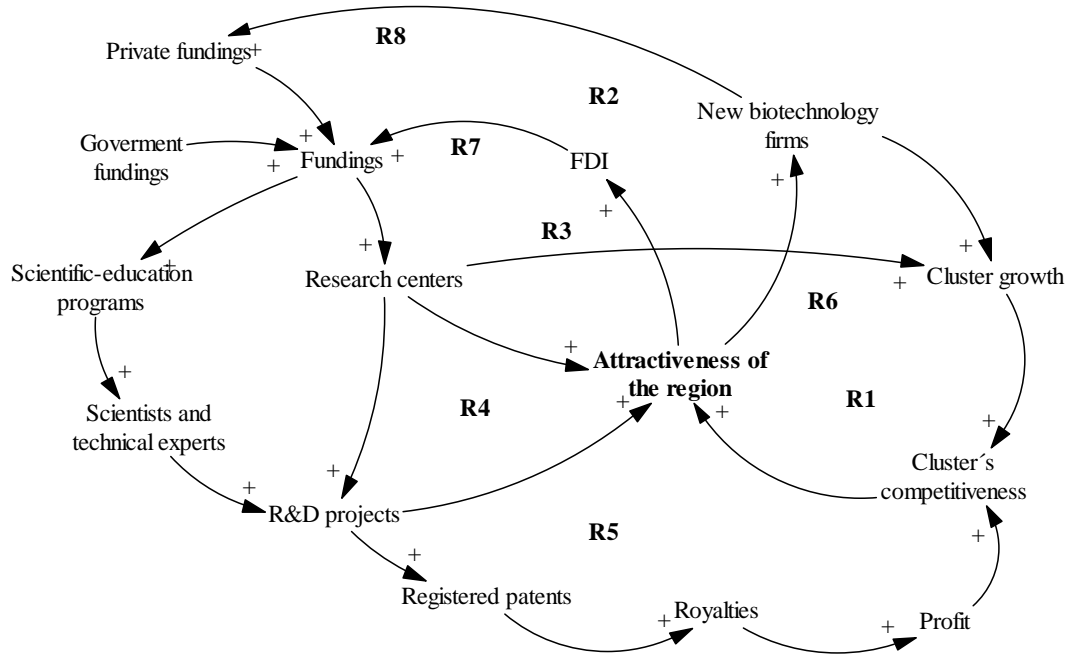 R8
Private fundings+
R2
New biotechnology
firms
+
Goverment
fundings
+
Fundings
+
R7
FDI
+
+
+
R3
+
+
Scientific-education
programs
+
Research centers
Cluster growth
+
R6
+
Attractiveness of
the region
+
Scientists and
technical experts
R4
+
+
R1
+
Cluster´s
competitiveness
+
+
R&D projects
R5
+
+
Registered patents
Royalties
+
Profit
+